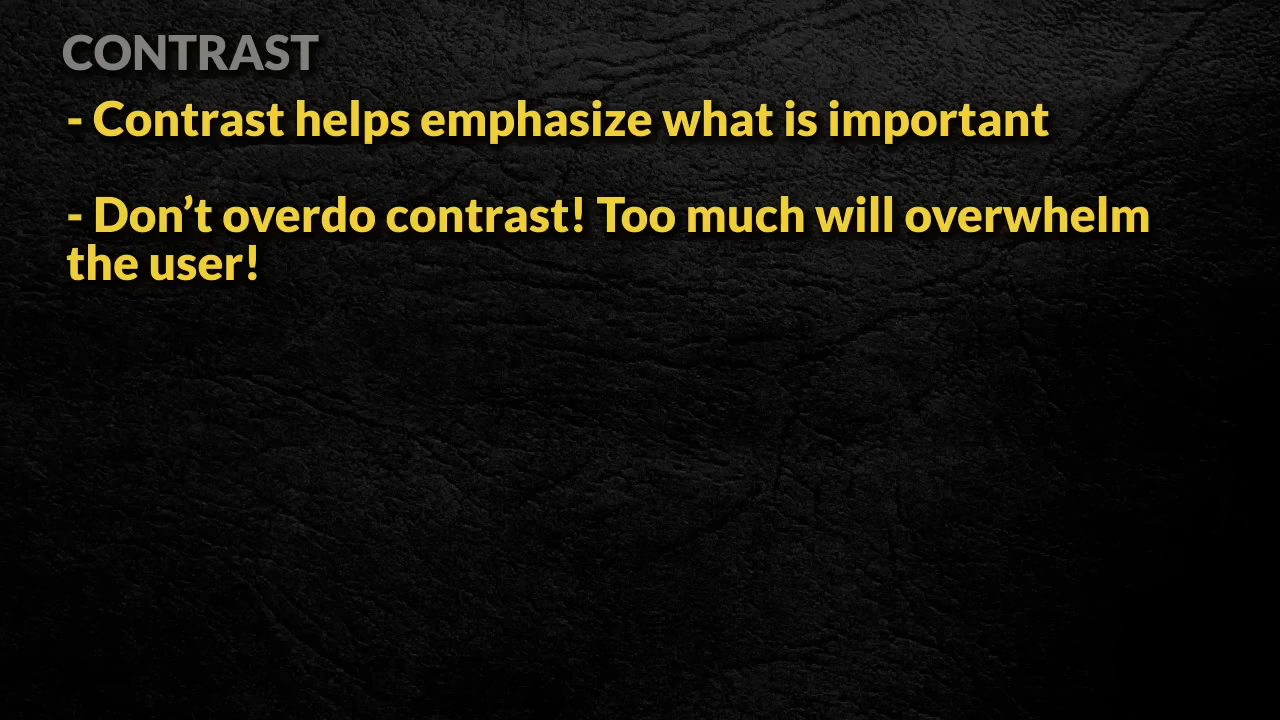 CONTRAST
- Contrast helps emphasize what is important
- Don’t overdo contrast! Too much will overwhelm
the user!